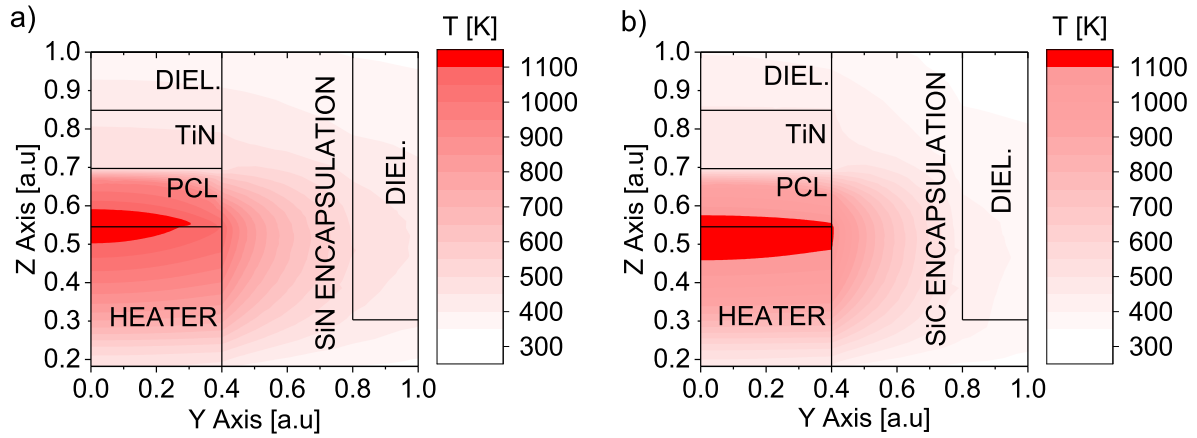 a)
T [K]
1.0
0.9
0.8
0.7
0.6
0.5
0.4
0.3
0.2
Z Axis [a.u]
DIEL.
TiN
PCL
HEATER
SiN ENCAPSULATION
DIEL.
0.0 0.2 0.4 0.6 0.8 1.0
Y Axis [a.u]
1100
1000
900
800
700
600
500
400
300
b)
T [K]
1.0
0.9
0.8
0.7
0.6
0.5
0.4
0.3
0.2
Z Axis [a.u]
DIEL.
TiN
PCL
HEATER
SiC ENCAPSULATION
DIEL.
0.0 0.2 0.4 0.6 0.8 1.0
Y Axis [a.u]
1100
1000
900
800
700
600
500
400
300